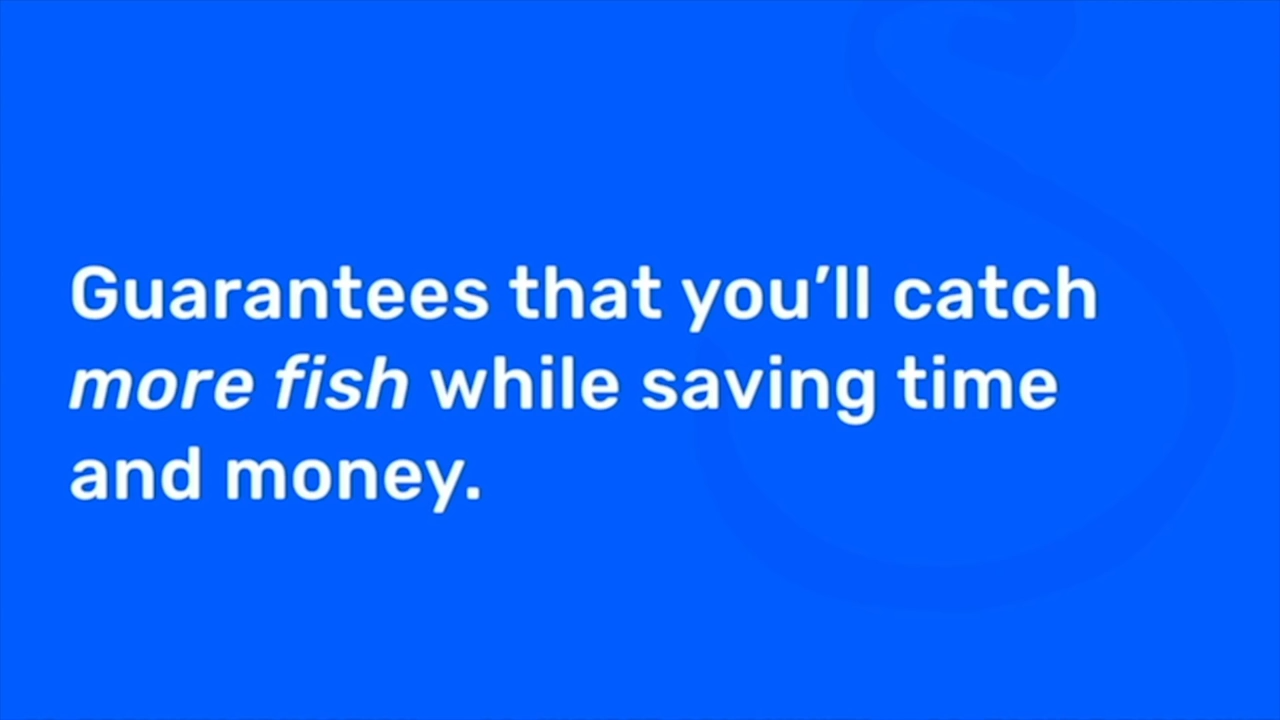 Guarantees that you’ll catch
more fish while saving time
and money.